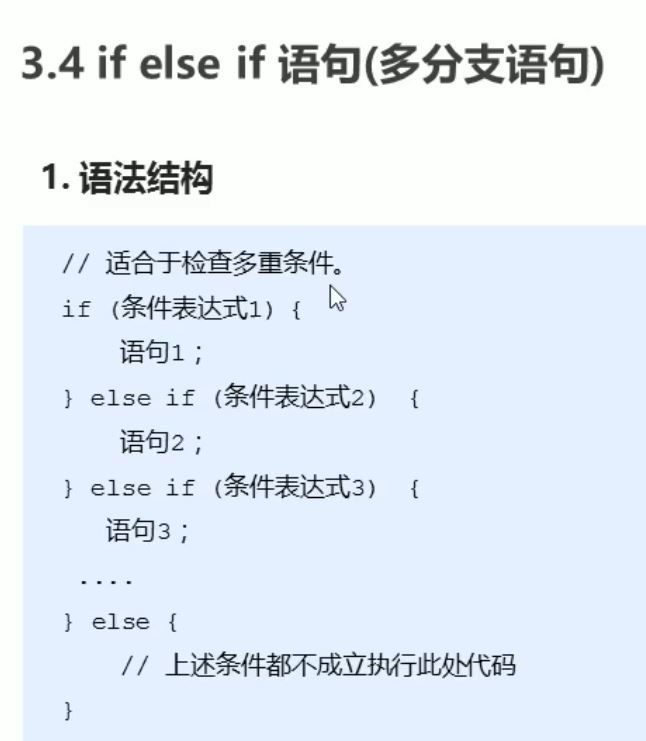 3.4 if else if 语句(多分支语句)
1. 语法结构
// 适合于检查多重条件。
if (条件表达式1) {
语句1；
} else if (条件表达式2) {
语句2；
} else if (条件表达式3) {
语句3；
....
} else {
// 上述条件都不成立执行此处代码
}